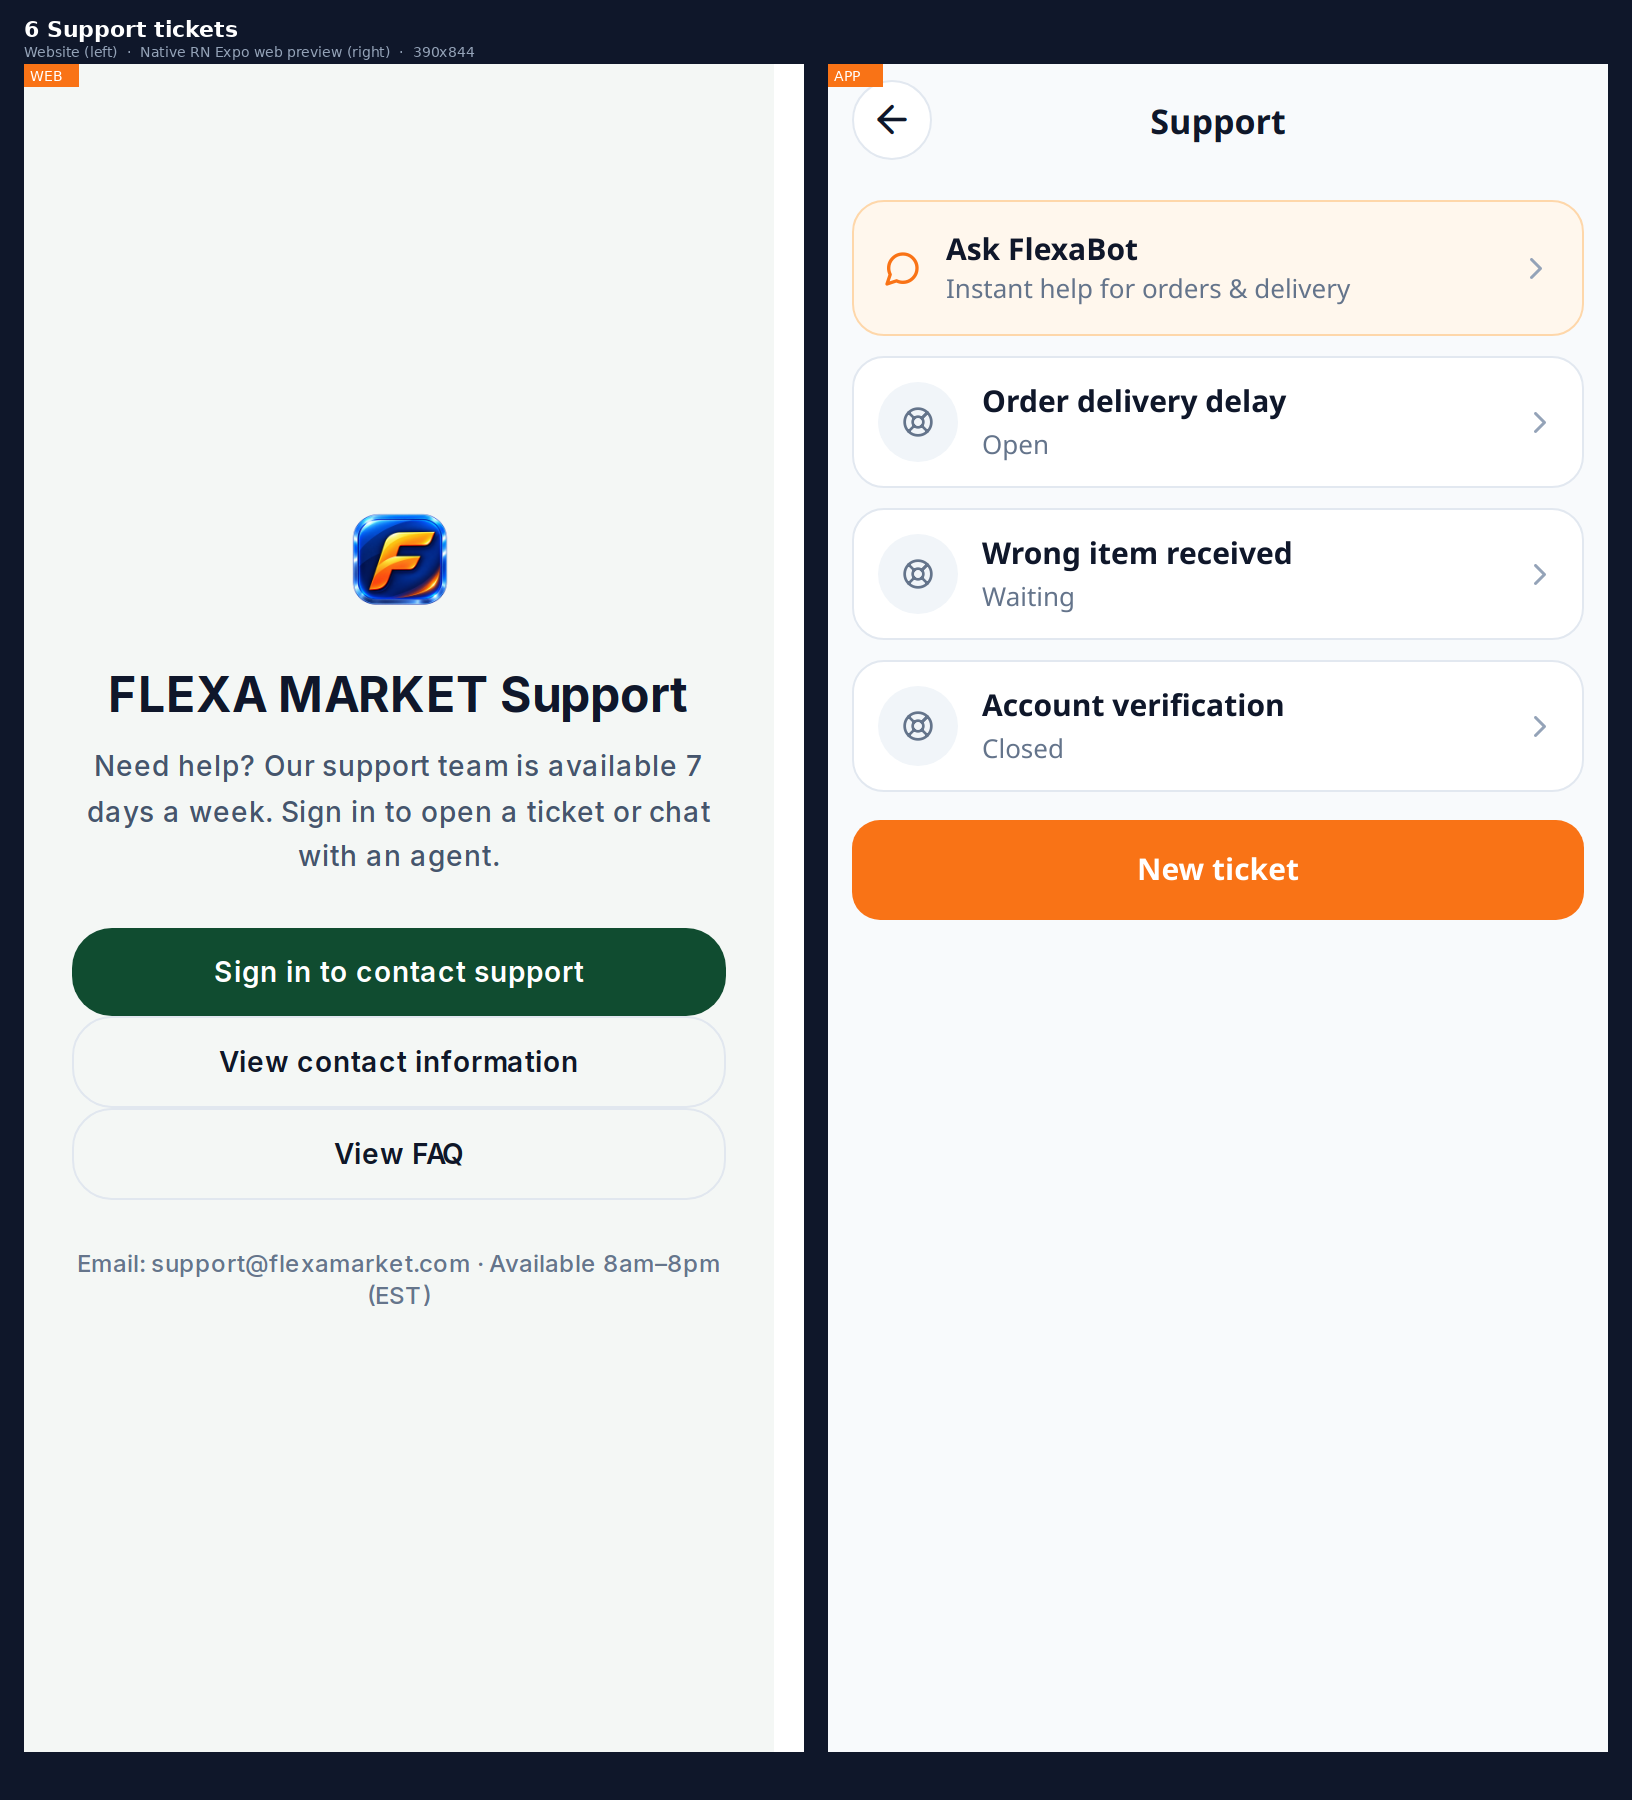 6 Support tickets
Website (left) · Native RN Expo web preview (right) · 390x844
WEB
F
FLEXA MARKET Support
Need help? Our support team is available 7
days a week. Sign in to open a ticket or chat
with an agent.
Sign in to contact support
View contact information
View FAQ
Email: support@flexamarket.com · Available 8am–8pm
(EST)
APP
Support
Ask FlexaBot
Instant help for orders & delivery
Order delivery delay
Open
Wrong item received
Waiting
Account verification
Closed
New ticket